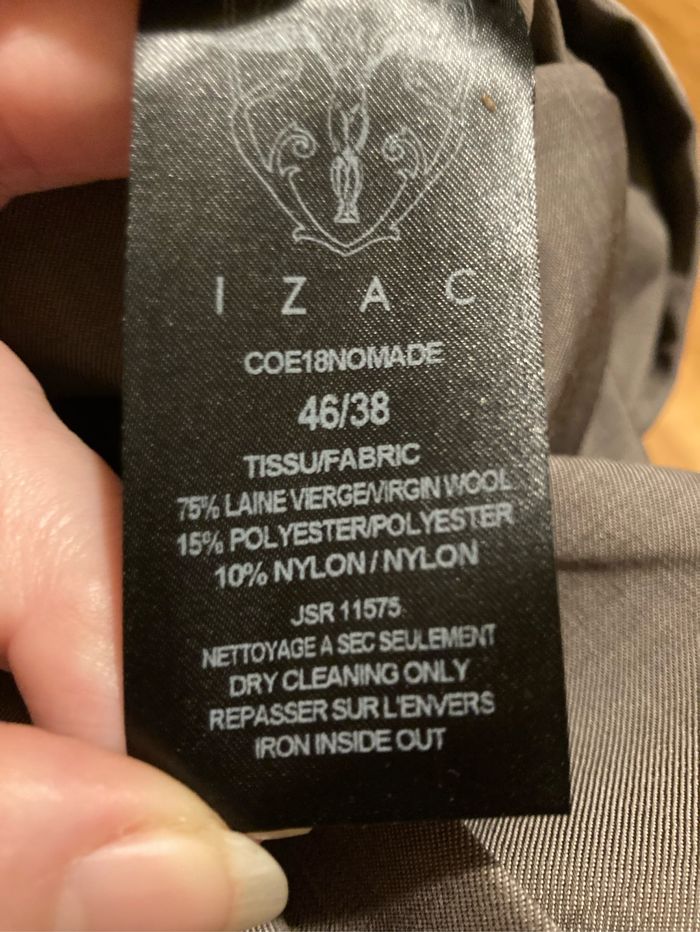 IZAC
COE18NOMADE
46/38
TISSU/FABRIC
75% LAINE VIERGE/VIRGIN WOOL
15% POLYESTER/POLYESTER
10% NYLON / NYLON
JSR 11575
NETTOYAGE A SEC SEULEMENT
DRY CLEANING ONLY
REPASSER SUR L'ENVERS
IRON INSIDE OUT